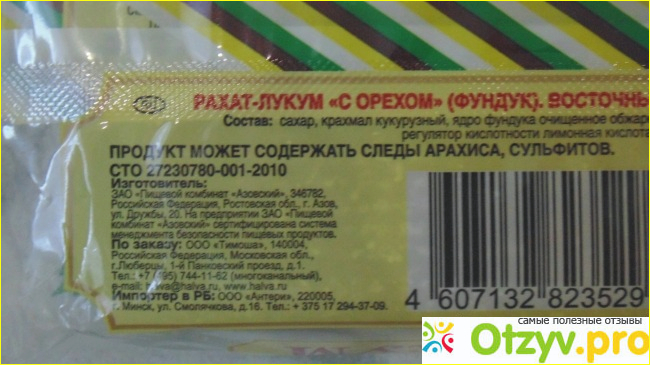 РАХАТ-ЛУКУМ «С ОРЕХОМ» (ФУНДУК). ВОСТОЧНЫ
Состав: сахар, крахмал кукурузный, ядро фундука очищенное обжаре
регулятор кислотности лимонная кислота
ПРОДУКТ МОЖЕТ СОДЕРЖАТЬ СЛЕДЫ АРАХИСА, СУЛЬФИТОВ.
СТО 27230780-001-2010
Изготовитель:
ЗАО «Пищевой комбинат «Азовский», 346782,
Российская Федерация, Ростовская обл., г. Азов,
ул. Дружбы, 20. На предприятии ЗАО «Пищевой
комбинат «Азовский» сертифицирована система
менеджмента безопасности пищевых продуктов.
По заказу: ООО «Тимоша», 140004,
Российская Федерация, Московская обл.,
г.Люберцы, 1-й Панковский проезд, д.1.
Тел.: +7 (495) 744-11-62 (многоканальный),
e-mail: halva@halva.ru, www.halva.ru
Импортер в РБ: ООО «Антери», 220005,
г. Минск, ул. Смолячкова, д.16. Тел.: + 375 17 294-37-09.
4 607132 823529
самые полезные отзывы
Otzyv.pro